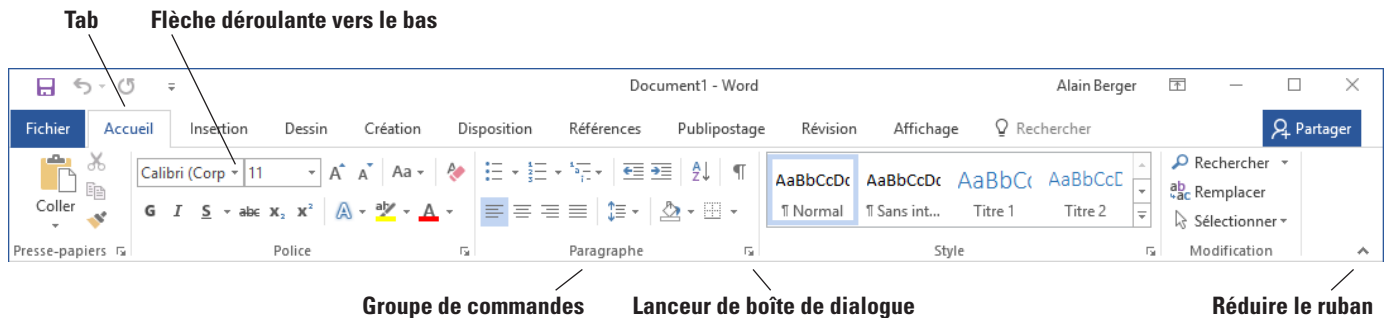 Tab Flèche déroulante vers le bas
Document1 - Word Alain Berger
Fichier Accueil Insertion Dessin Création Disposition Références Publipostage Révision Affichage Rechercher Partager
Calibri (Corp 11 A A Aa AaBbCcDc AaBbCcDc AaBbCc AaBbCcE Rechercher
Coller G I S abc X₂ X² A aby A ¶ Normal ¶ Sans int... Titre 1 Titre 2 Remplacer
Sélectionner
Presse-papiers Police Paragraphe Style Modification
Groupe de commandes Lanceur de boîte de dialogue Réduire le ruban